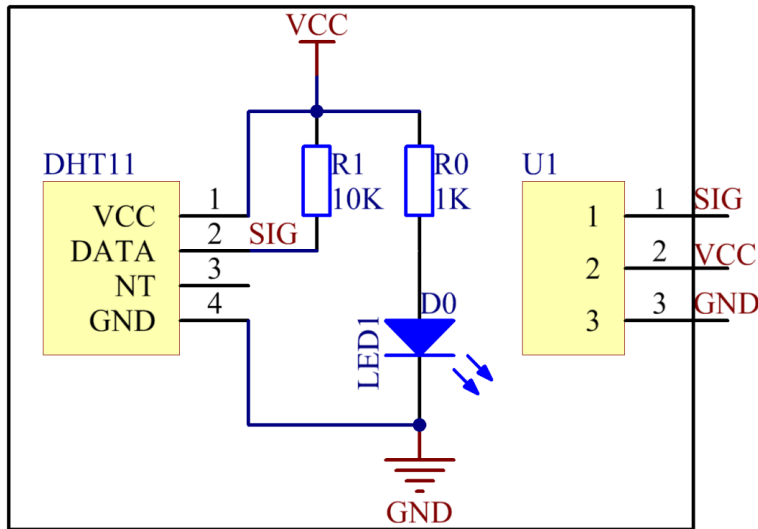 VCC
DHT11
VCC 1
DATA 2
NT 3
GND 4
SIG
R1
10K
R0
1K
D0
LED1
GND
U1
1 1 SIG
2 2 VCC
3 3 GND